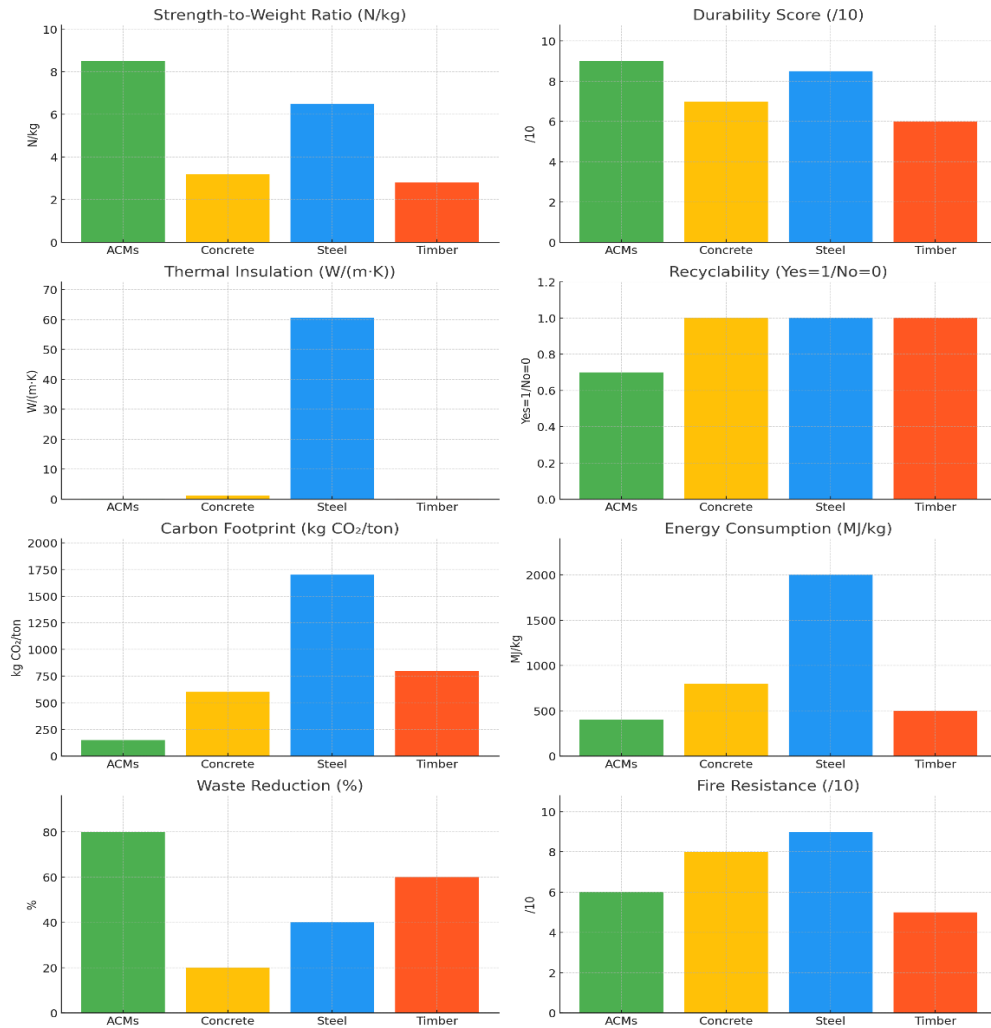 Strength-to-Weight Ratio (N/kg)
10
8
6
4
2
0
N/kg
ACMs Concrete Steel Timber
Durability Score (/10)
10
8
6
4
2
0
/10
ACMs Concrete Steel Timber
Thermal Insulation (W/(m·K))
70
60
50
40
30
20
10
0
W/(m·K)
ACMs Concrete Steel Timber
Recyclability (Yes=1/No=0)
1.2
1.0
0.8
0.6
0.4
0.2
0.0
Yes=1/No=0
ACMs Concrete Steel Timber
Carbon Footprint (kg CO₂/ton)
2000
1750
1500
1250
1000
750
500
250
0
kg CO₂/ton
ACMs Concrete Steel Timber
Energy Consumption (MJ/kg)
2000
1500
1000
500
0
MJ/kg
ACMs Concrete Steel Timber
Waste Reduction (%)
80
60
40
20
0
%
ACMs Concrete Steel Timber
Fire Resistance (/10)
10
8
6
4
2
0
/10
ACMs Concrete Steel Timber